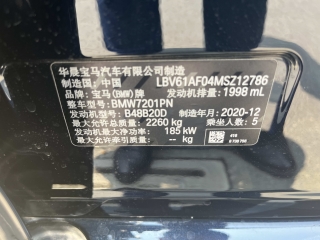 华晨宝马汽车有限公司制造
制造国：中国 LBV61AF04MSZ12786
品牌：宝马(BMW)牌 发动机排量：1998 mL
整车型号：BMW7201PN
发动机型号：B48B20D 制造年月：2020-12
最大允许总质量：2260 kg 乘坐人数：5
发动机最大净功率：185 kW
最大允许牵引质量：-- kg